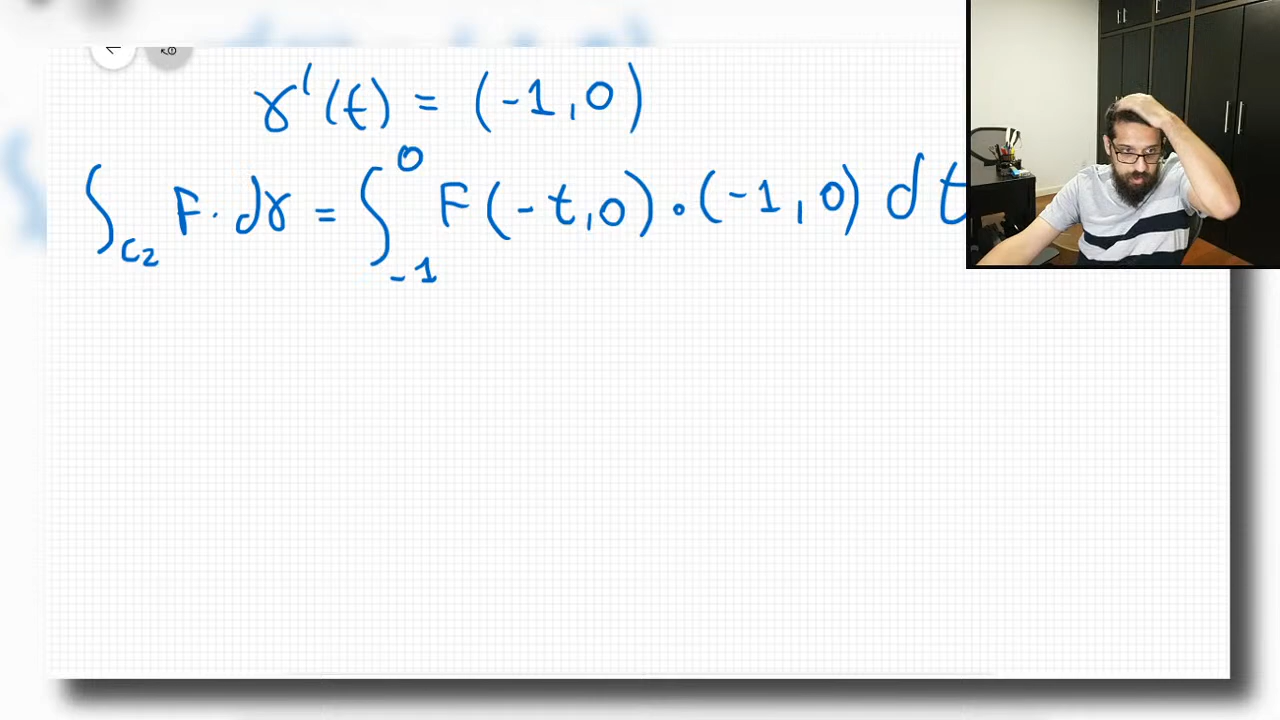 γ'(t) = (-1,0)
∫_{C2} F· dγ = ∫_{-1}^{0} F(-t,0)·(-1,0) dt